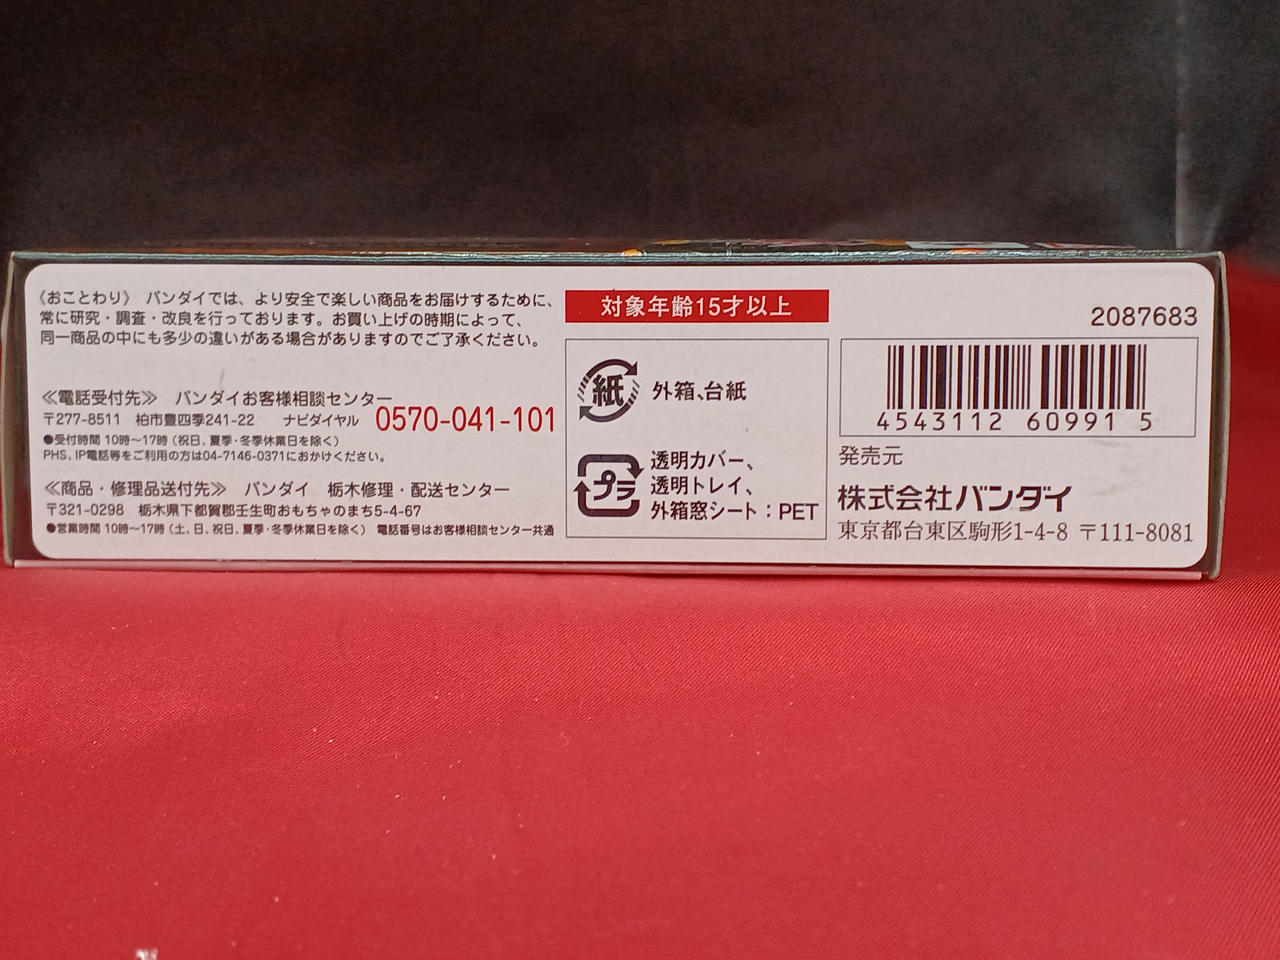 《おことわり》 バンダイでは、より安全で楽しい商品をお届けするために、
常に研究・調査・改良を行っております。お買い上げの時期によって、
同一商品の中にも多少の違いがある場合がありますのでご了承ください。
≪電話受付先≫ バンダイお客様相談センター
〒277-8511 柏市豊四季241-22 ナビダイヤル 0570-041-101
●受付時間 10時〜17時(祝日、夏季・冬季休業日を除く)
PHS、IP電話等をご利用の方は04-7146-0371におかけください。
≪商品・修理品送付先≫ バンダイ 栃木修理・配送センター
〒321-0298 栃木県下都賀郡壬生町おもちゃのまち5-4-67
●営業時間 10時〜17時(土、日、祝日、夏季・冬季休業日を除く) 電話番号はお客様相談センター共通
対象年齢15才以上
紙 外箱、台紙
プラ 透明カバー、
透明トレイ、
外箱窓シート:PET
2087683
4543112 60991 5
発売元
株式会社バンダイ
東京都台東区駒形1-4-8 〒111-8081